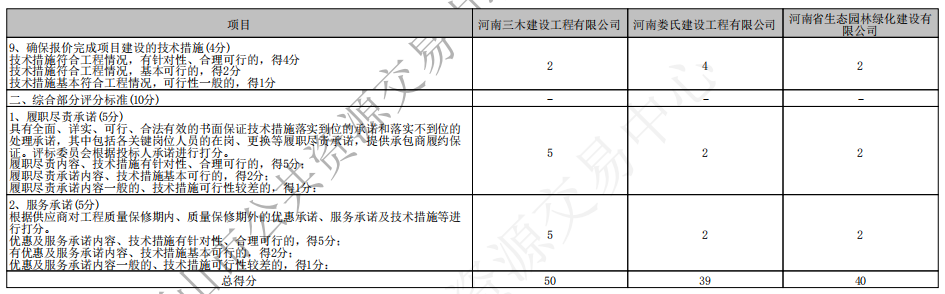 项目 河南三木建设工程有限公司 河南娄氏建设工程有限公司 河南省生态园林绿化建设有
限公司
9、确保报价完成项目建设的技术措施(4分)
技术措施符合工程情况，有针对性、合理可行的，得4分
技术措施符合工程情况，基本可行的，得2分
技术措施基本符合工程情况，可行性一般的，得1分
2 4 2
二、综合部分评分标准(10分) － － －
1、履职尽责承诺(5分)
具有全面、详实、可行、合法有效的书面保证技术措施落实到位的承诺和落实不到位的
处理承诺，其中包括各关键岗位人员的在岗、更换等履职尽责承诺，提供承包商履约保
证。评标委员会根据投标人承诺进行打分。
履职尽责内容、技术措施有针对性、合理可行的，得5分；
履职尽责承诺内容、技术措施基本可行的，得2分；
履职尽责承诺内容一般的、技术措施可行性较差的，得1分；
5 2 2
2、服务承诺(5分)
根据供应商对工程质量保修期内、质量保修期外的优惠承诺、服务承诺及技术措施等进
行打分。
优惠及服务承诺内容、技术措施有针对性、合理可行的，得5分；
有优惠及服务承诺内容、技术措施基本可行的，得2分；
优惠及服务承诺内容一般的、技术措施可行性较差的，得1分；
5 2 2
总得分 50 39 40
山市公共资源交易中
资源交易中心